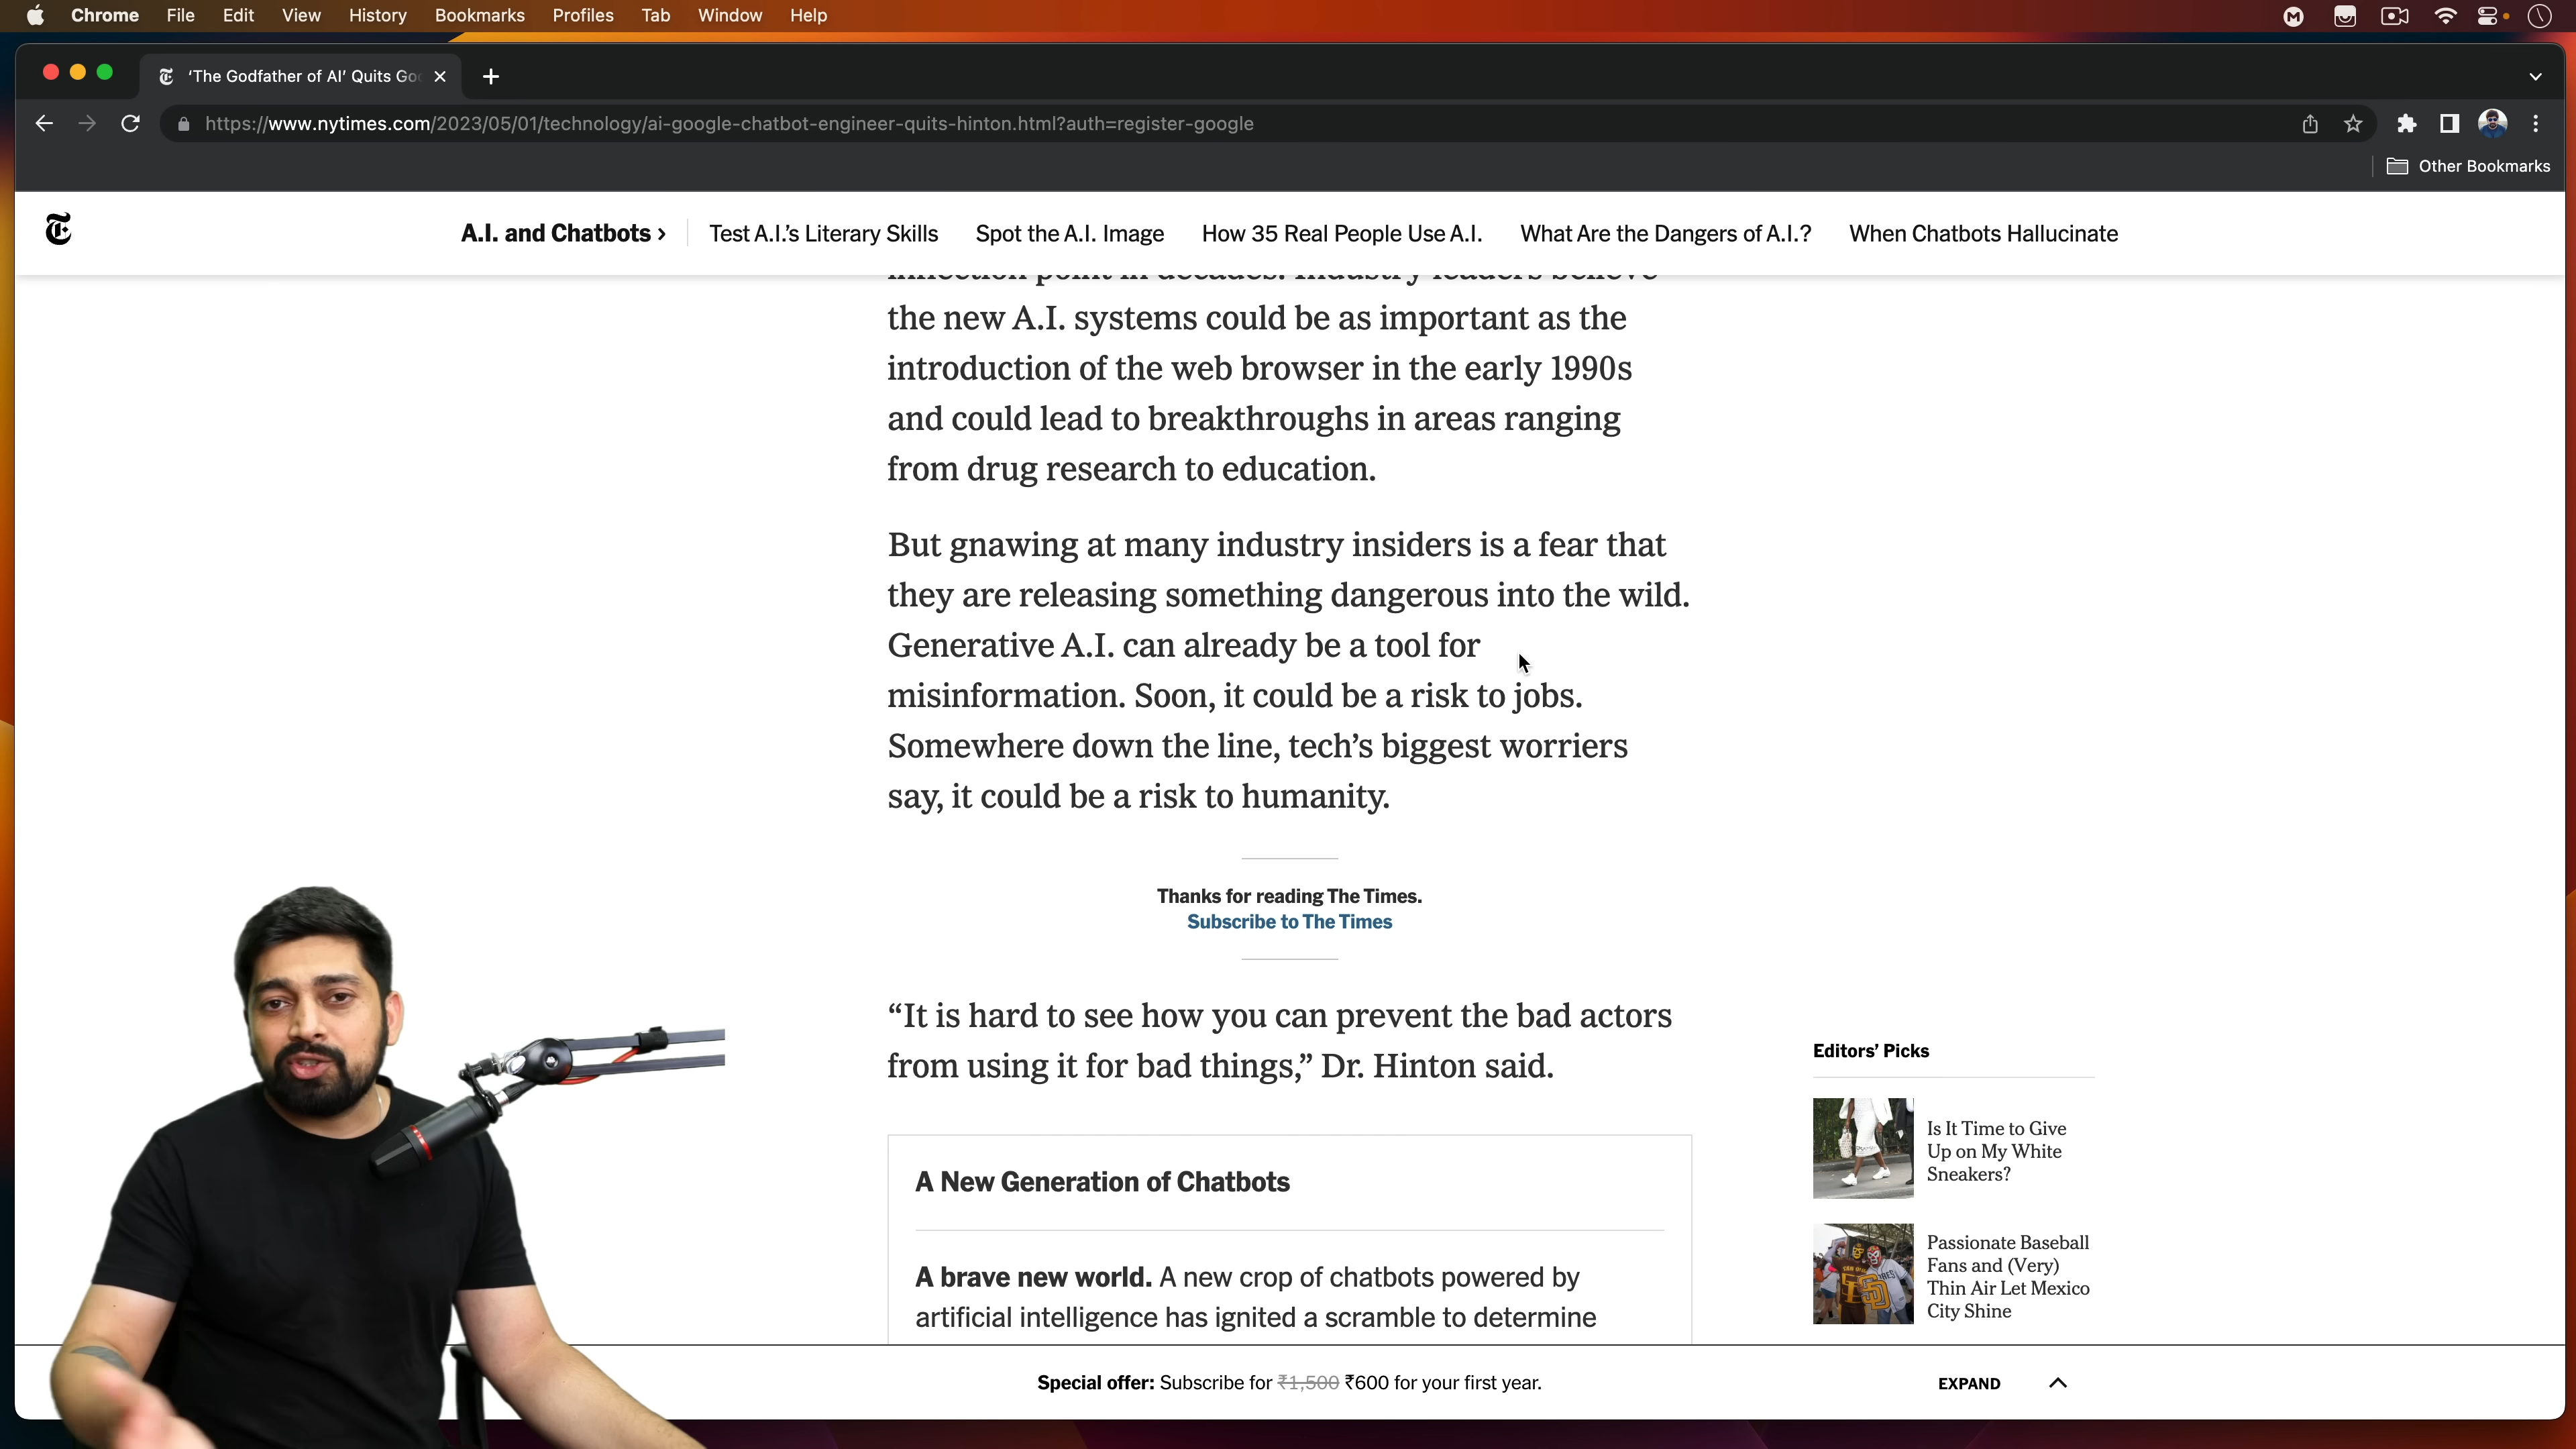 Chrome File Edit View History Bookmarks Profiles Tab Window Help
'The Godfather of AI' Quits Goo
https://www.nytimes.com/2023/05/01/technology/ai-google-chatbot-engineer-quits-hinton.html?auth=register-google
Other Bookmarks
A.I. and Chatbots › Test A.I.’s Literary Skills Spot the A.I. Image How 35 Real People Use A.I. What Are the Dangers of A.I.? When Chatbots Hallucinate
inflection point in decades. Industry leaders believe
the new A.I. systems could be as important as the
introduction of the web browser in the early 1990s
and could lead to breakthroughs in areas ranging
from drug research to education.
But gnawing at many industry insiders is a fear that
they are releasing something dangerous into the wild.
Generative A.I. can already be a tool for
misinformation. Soon, it could be a risk to jobs.
Somewhere down the line, tech’s biggest worriers
say, it could be a risk to humanity.
Thanks for reading The Times.
Subscribe to The Times
“It is hard to see how you can prevent the bad actors
from using it for bad things,” Dr. Hinton said.
A New Generation of Chatbots
A brave new world. A new crop of chatbots powered by
artificial intelligence has ignited a scramble to determine
Editors’ Picks
Is It Time to Give
Up on My White
Sneakers?
Passionate Baseball
Fans and (Very)
Thin Air Let Mexico
City Shine
Special offer: Subscribe for ₹1,500 ₹600 for your first year.
EXPAND